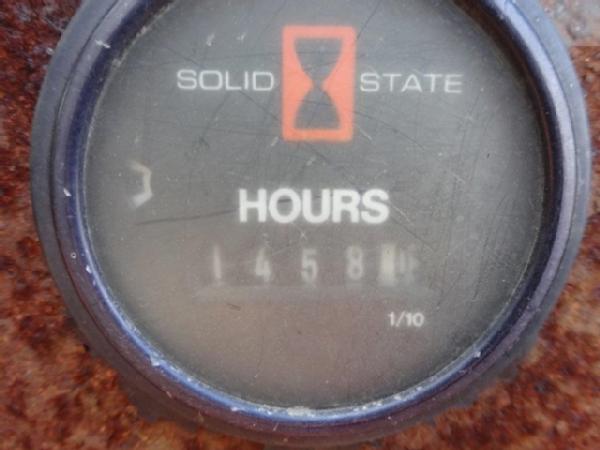 SOLID STATE
HOURS
1458
1/10